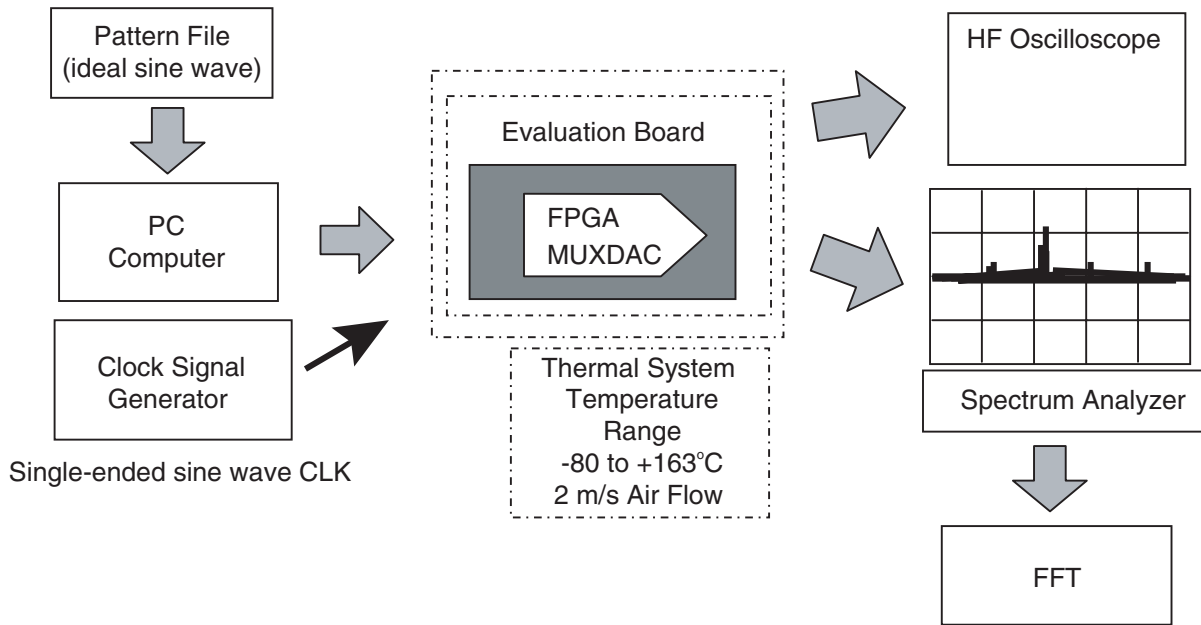 Pattern File
(ideal sine wave)
PC
Computer
Clock Signal
Generator
Single-ended sine wave CLK
Evaluation Board
FPGA
MUXDAC
Thermal System
Temperature
Range
-80 to +163°C
2 m/s Air Flow
HF Oscilloscope
Spectrum Analyzer
FFT